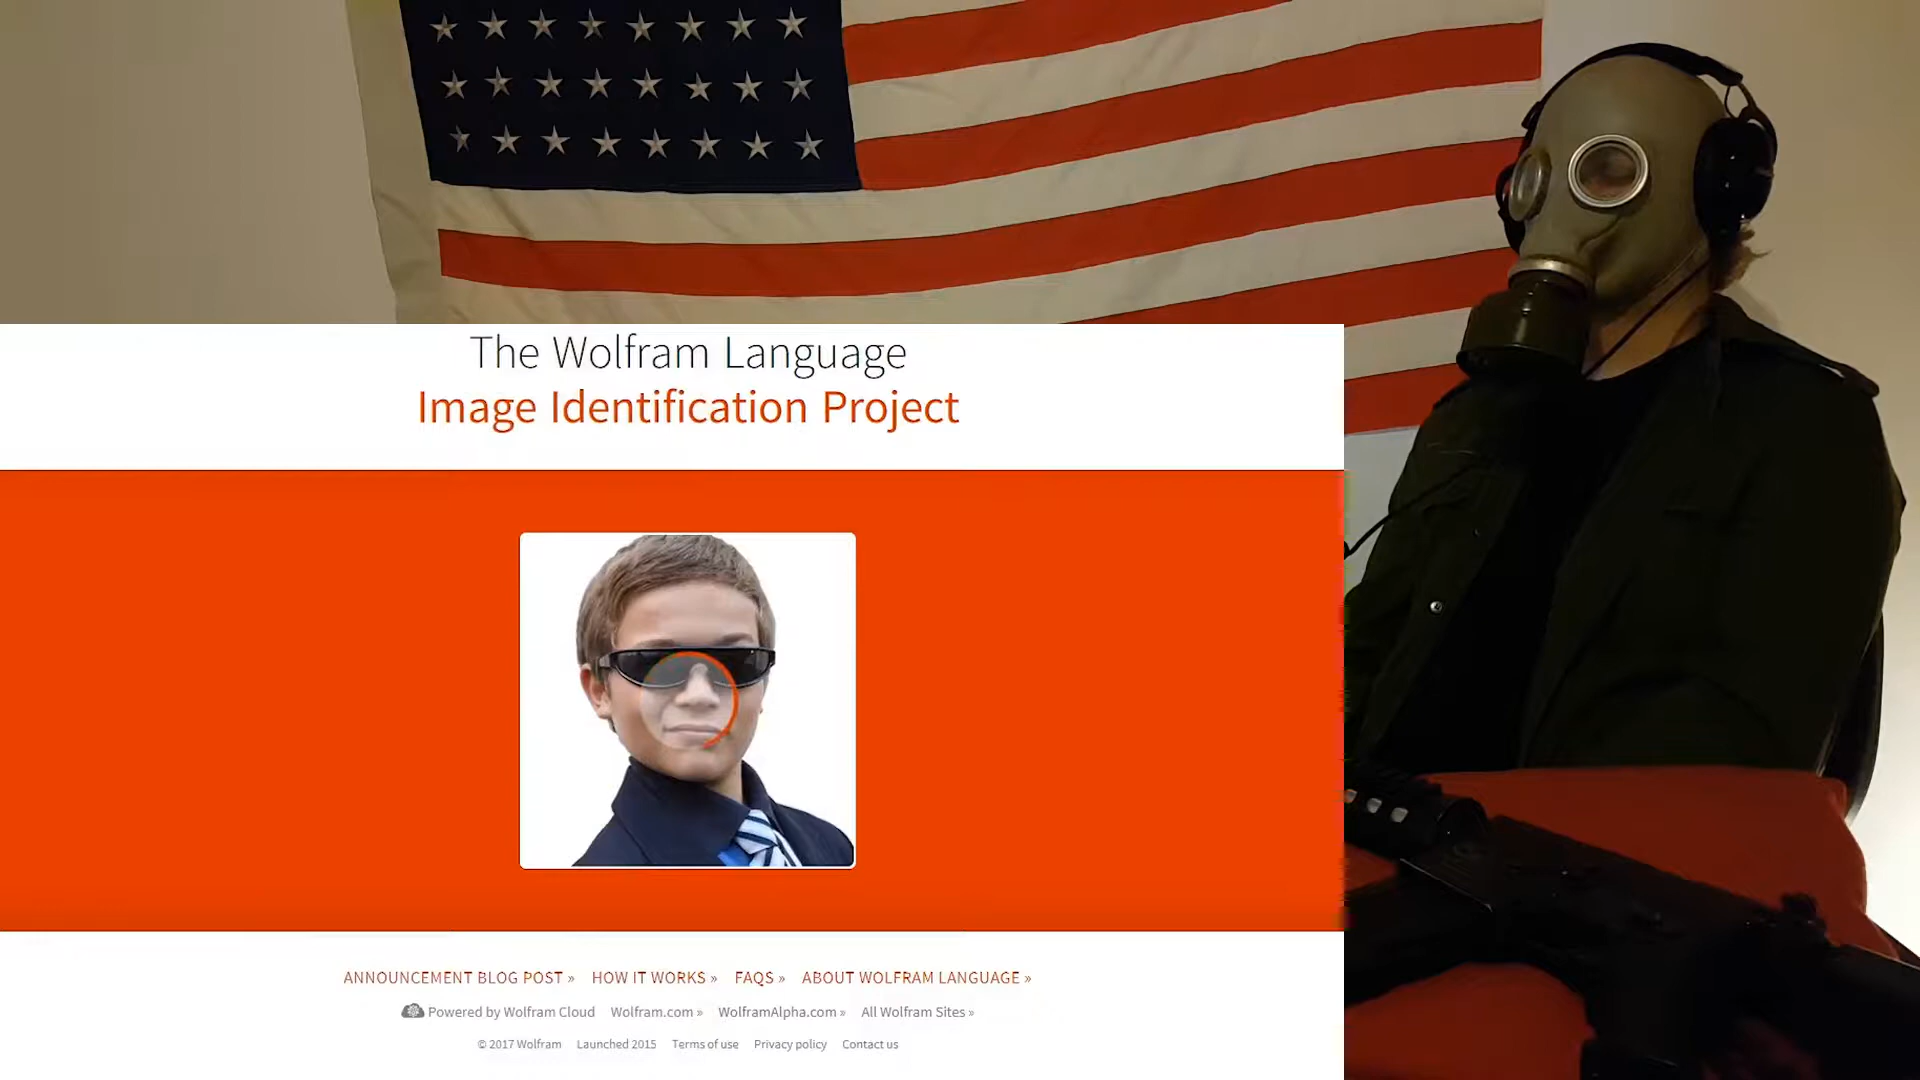 The Wolfram Language
Image Identification Project
ANNOUNCEMENT BLOG POST » HOW IT WORKS » FAQS » ABOUT WOLFRAM LANGUAGE »
Powered by Wolfram Cloud Wolfram.com » WolframAlpha.com » All Wolfram Sites »
© 2017 Wolfram Launched 2015 Terms of use Privacy policy Contact us